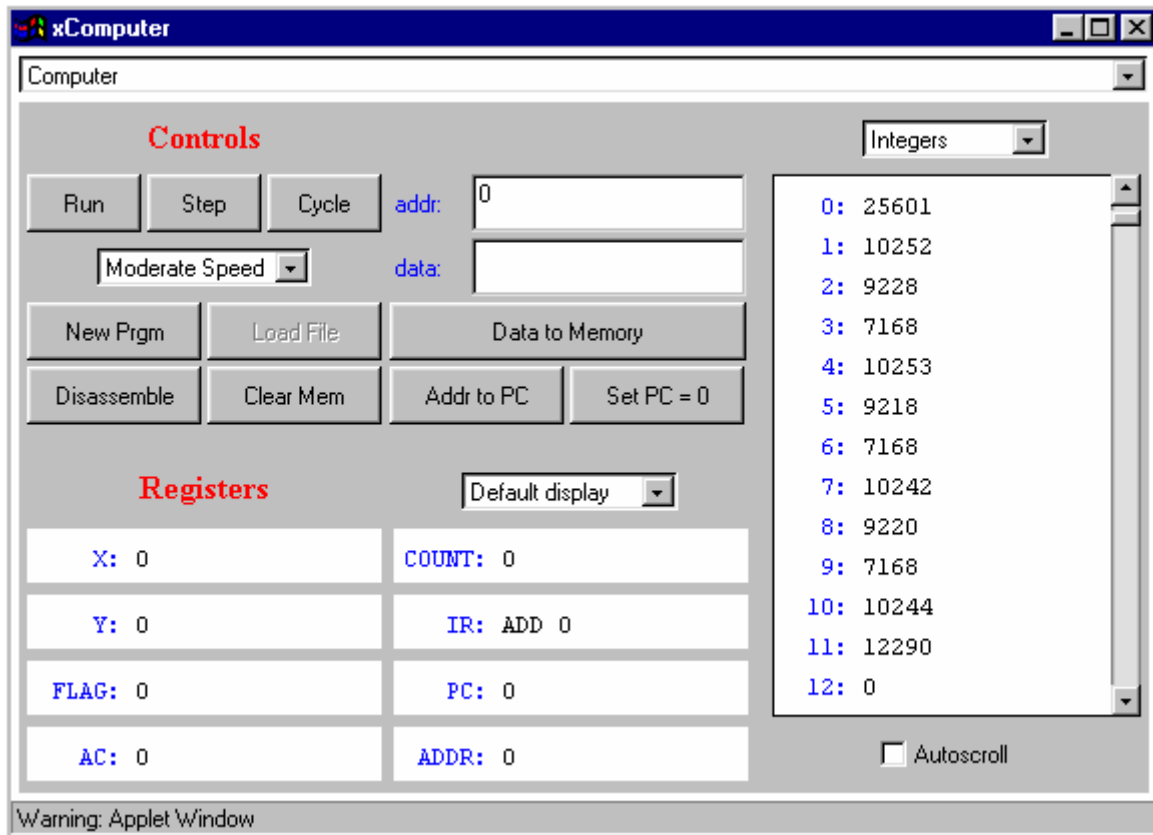 xComputer
Computer
Controls
Run Step Cycle
addr: 0
Moderate Speed
data:
New Prgm Load File Data to Memory
Disassemble Clear Mem Addr to PC Set PC = 0
Registers
Default display
X: 0 COUNT: 0
Y: 0 IR: ADD 0
FLAG: 0 PC: 0
AC: 0 ADDR: 0
Integers
0: 25601
1: 10252
2: 9228
3: 7168
4: 10253
5: 9218
6: 7168
7: 10242
8: 9220
9: 7168
10: 10244
11: 12290
12: 0
Autoscroll
Warning: Applet Window